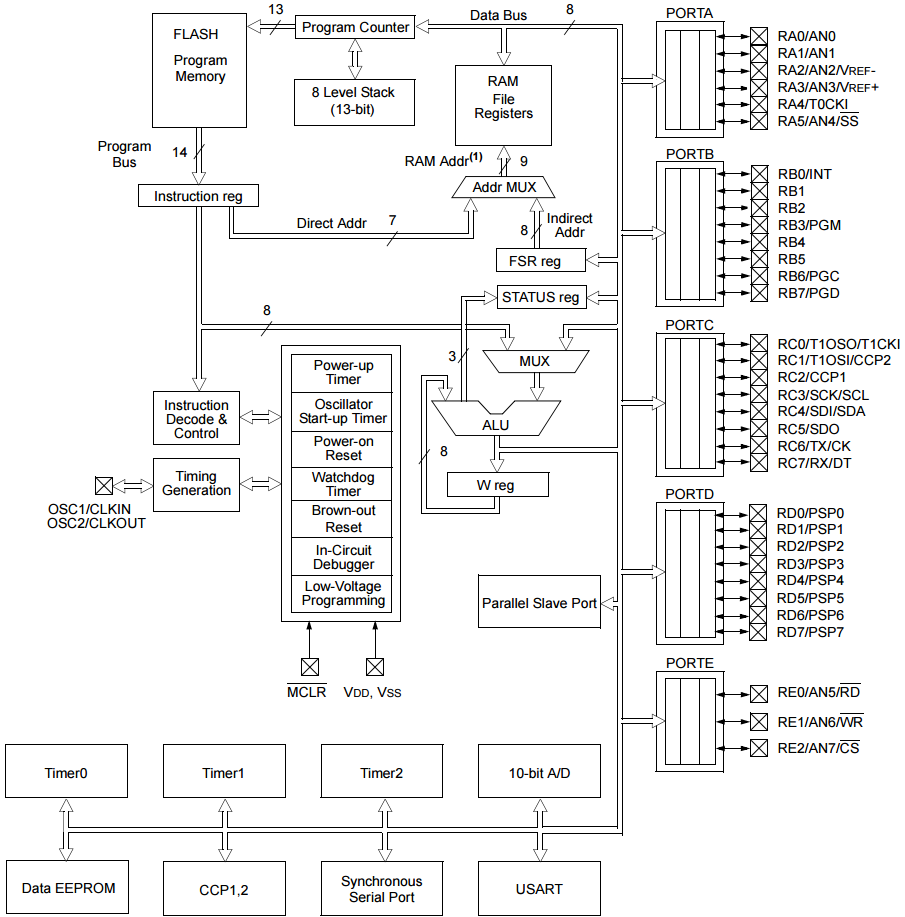 13
Data Bus
8
PORTA
FLASH
Program
Memory
Program Counter
RA0/AN0
RA1/AN1
RA2/AN2/VREF-
RA3/AN3/VREF+
RA4/T0CKI
RA5/AN4/SS
8 Level Stack
(13-bit)
RAM
File
Registers
Program
Bus
14
RAM Addr(1)
9
PORTB
Instruction reg
Addr MUX
RB0/INT
RB1
RB2
RB3/PGM
RB4
RB5
RB6/PGC
RB7/PGD
Direct Addr
7
8
Indirect
Addr
FSR reg
STATUS reg
8
PORTC
3
MUX
RC0/T1OSO/T1CKI
RC1/T1OSI/CCP2
RC2/CCP1
RC3/SCK/SCL
RC4/SDI/SDA
RC5/SDO
RC6/TX/CK
RC7/RX/DT
Power-up
Timer
Oscillator
Start-up Timer
Power-on
Reset
Watchdog
Timer
Brown-out
Reset
In-Circuit
Debugger
Low-Voltage
Programming
Instruction
Decode &
Control
ALU
8
W reg
Timing
Generation
OSC1/CLKIN
OSC2/CLKOUT
PORTD
RD0/PSP0
RD1/PSP1
RD2/PSP2
RD3/PSP3
RD4/PSP4
RD5/PSP5
RD6/PSP6
RD7/PSP7
Parallel Slave Port
MCLR
VDD, VSS
PORTE
RE0/AN5/RD
RE1/AN6/WR
RE2/AN7/CS
Timer0
Timer1
Timer2
10-bit A/D
Data EEPROM
CCP1,2
Synchronous
Serial Port
USART